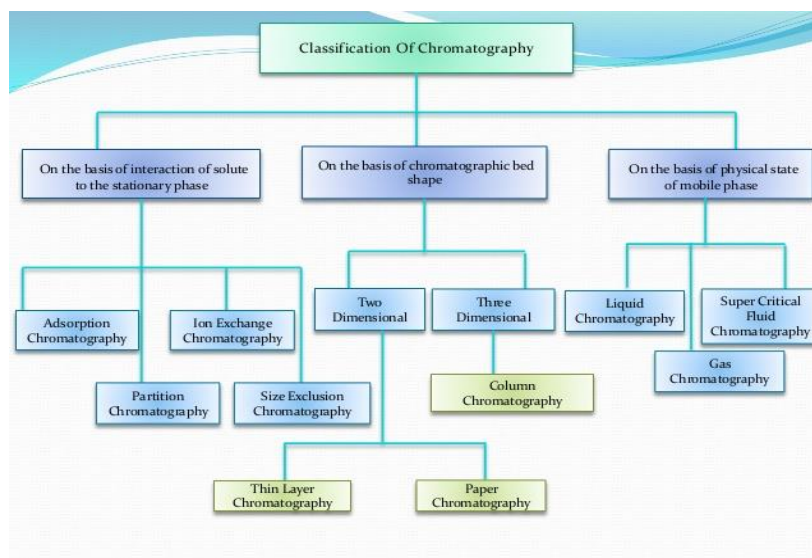 Classification Of Chromatography
On the basis of interaction of solute
to the stationary phase
On the basis of chromatographic bed
shape
On the basis of physical state
of mobile phase
Adsorption
Chromatography
Ion Exchange
Chromatography
Partition
Chromatography
Size Exclusion
Chromatography
Two
Dimensional
Three
Dimensional
Column
Chromatography
Thin Layer
Chromatography
Paper
Chromatography
Liquid
Chromatography
Super Critical
Fluid
Chromatography
Gas
Chromatography